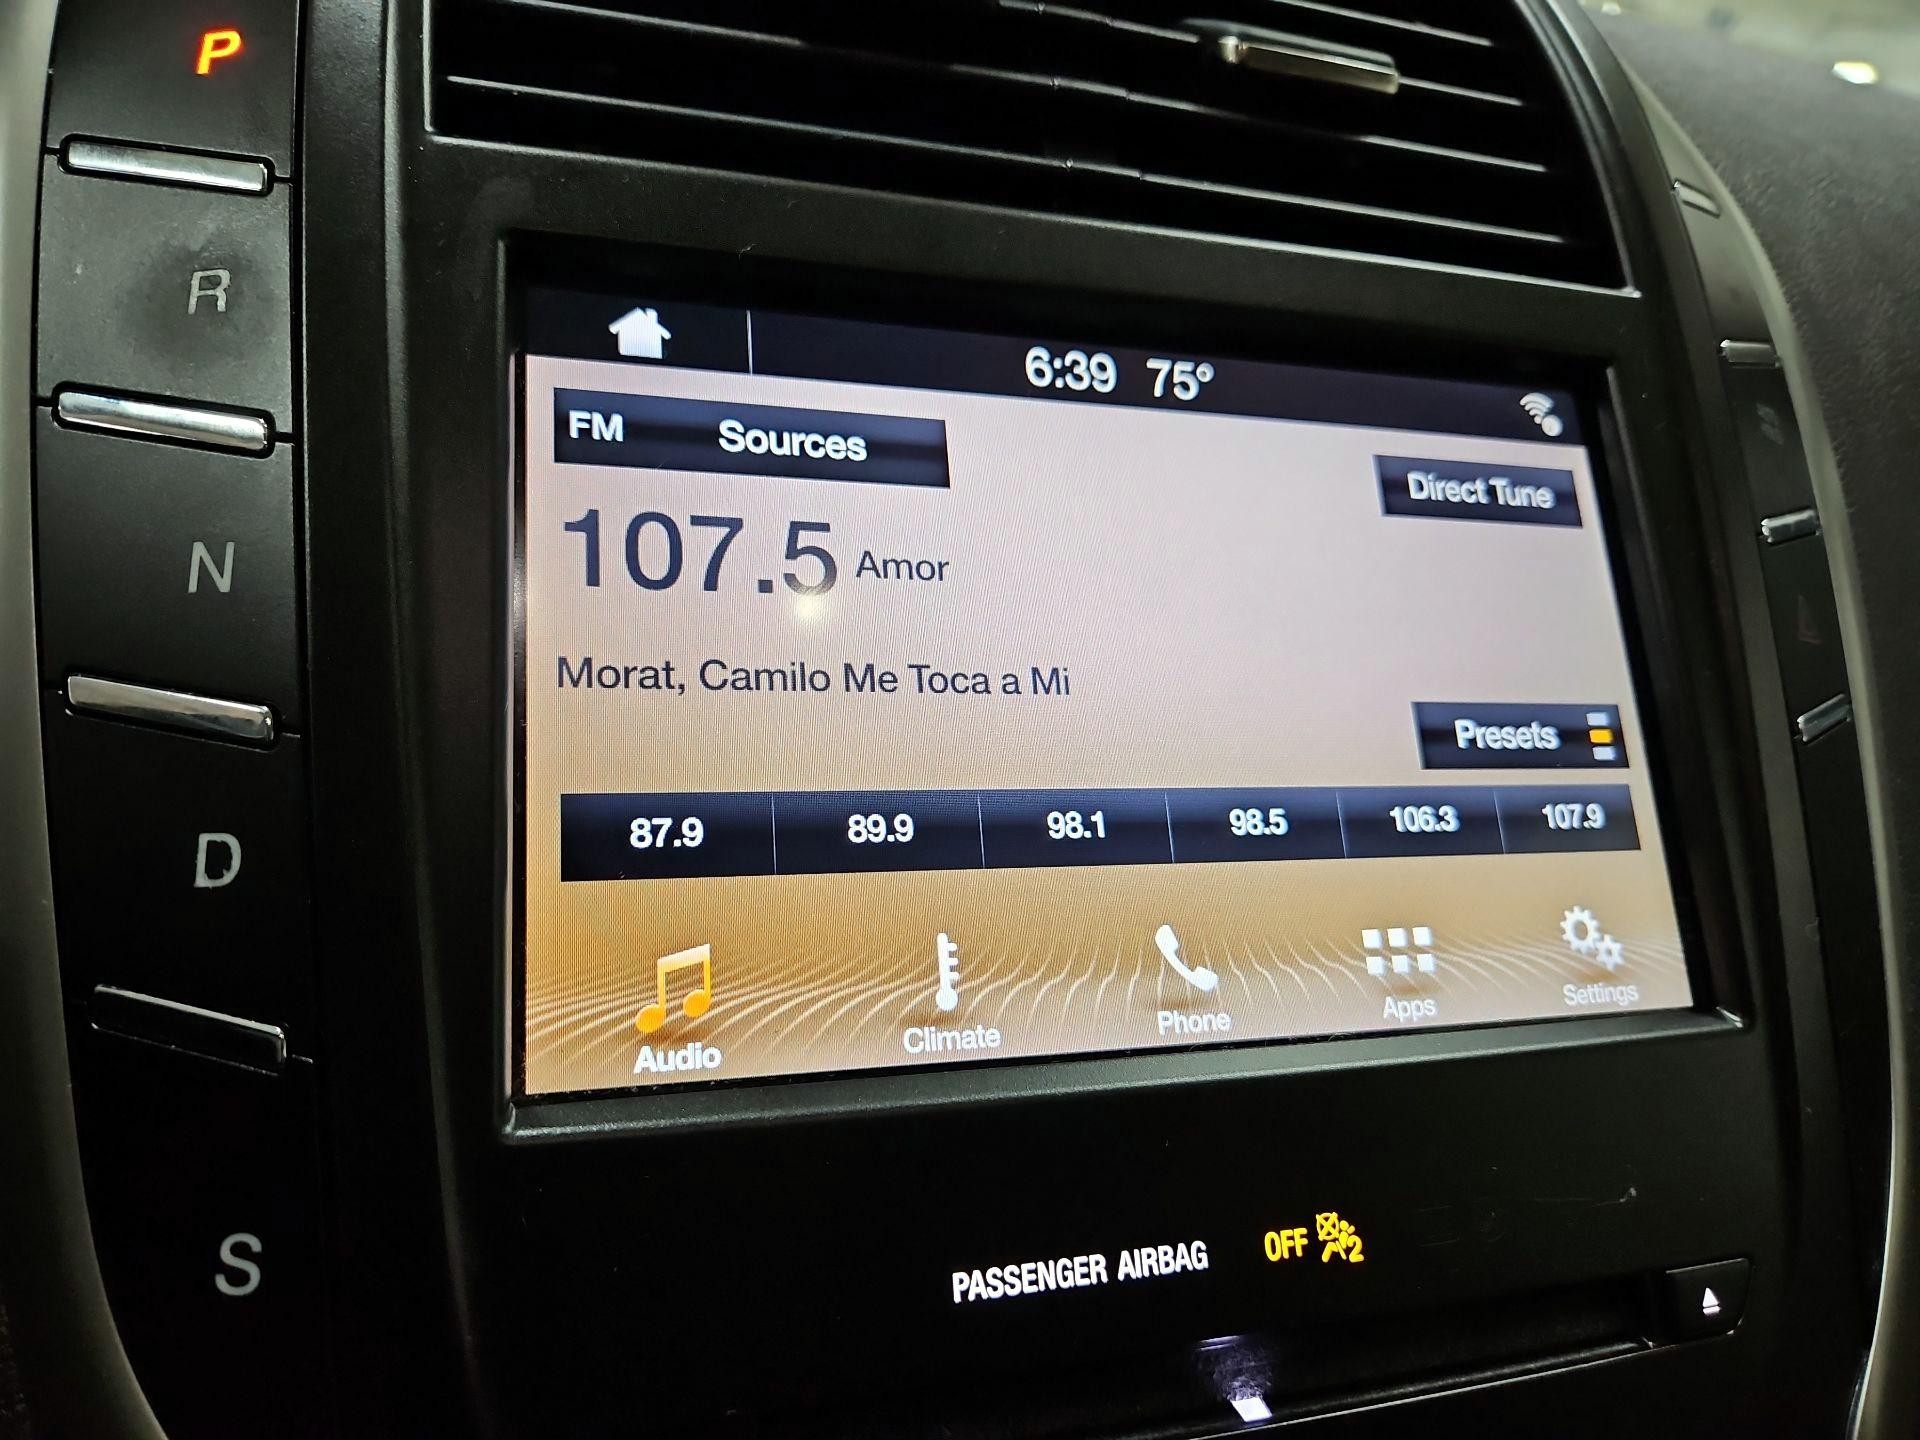 P
R
N
D
S
6:39 75°
FM Sources
Direct Tune
107.5 Amor
Morat, Camilo Me Toca a Mi
Presets
87.9 89.9 98.1 98.5 106.3 107.9
Audio Climate Phone Apps Settings
PASSENGER AIRBAG OFF 2